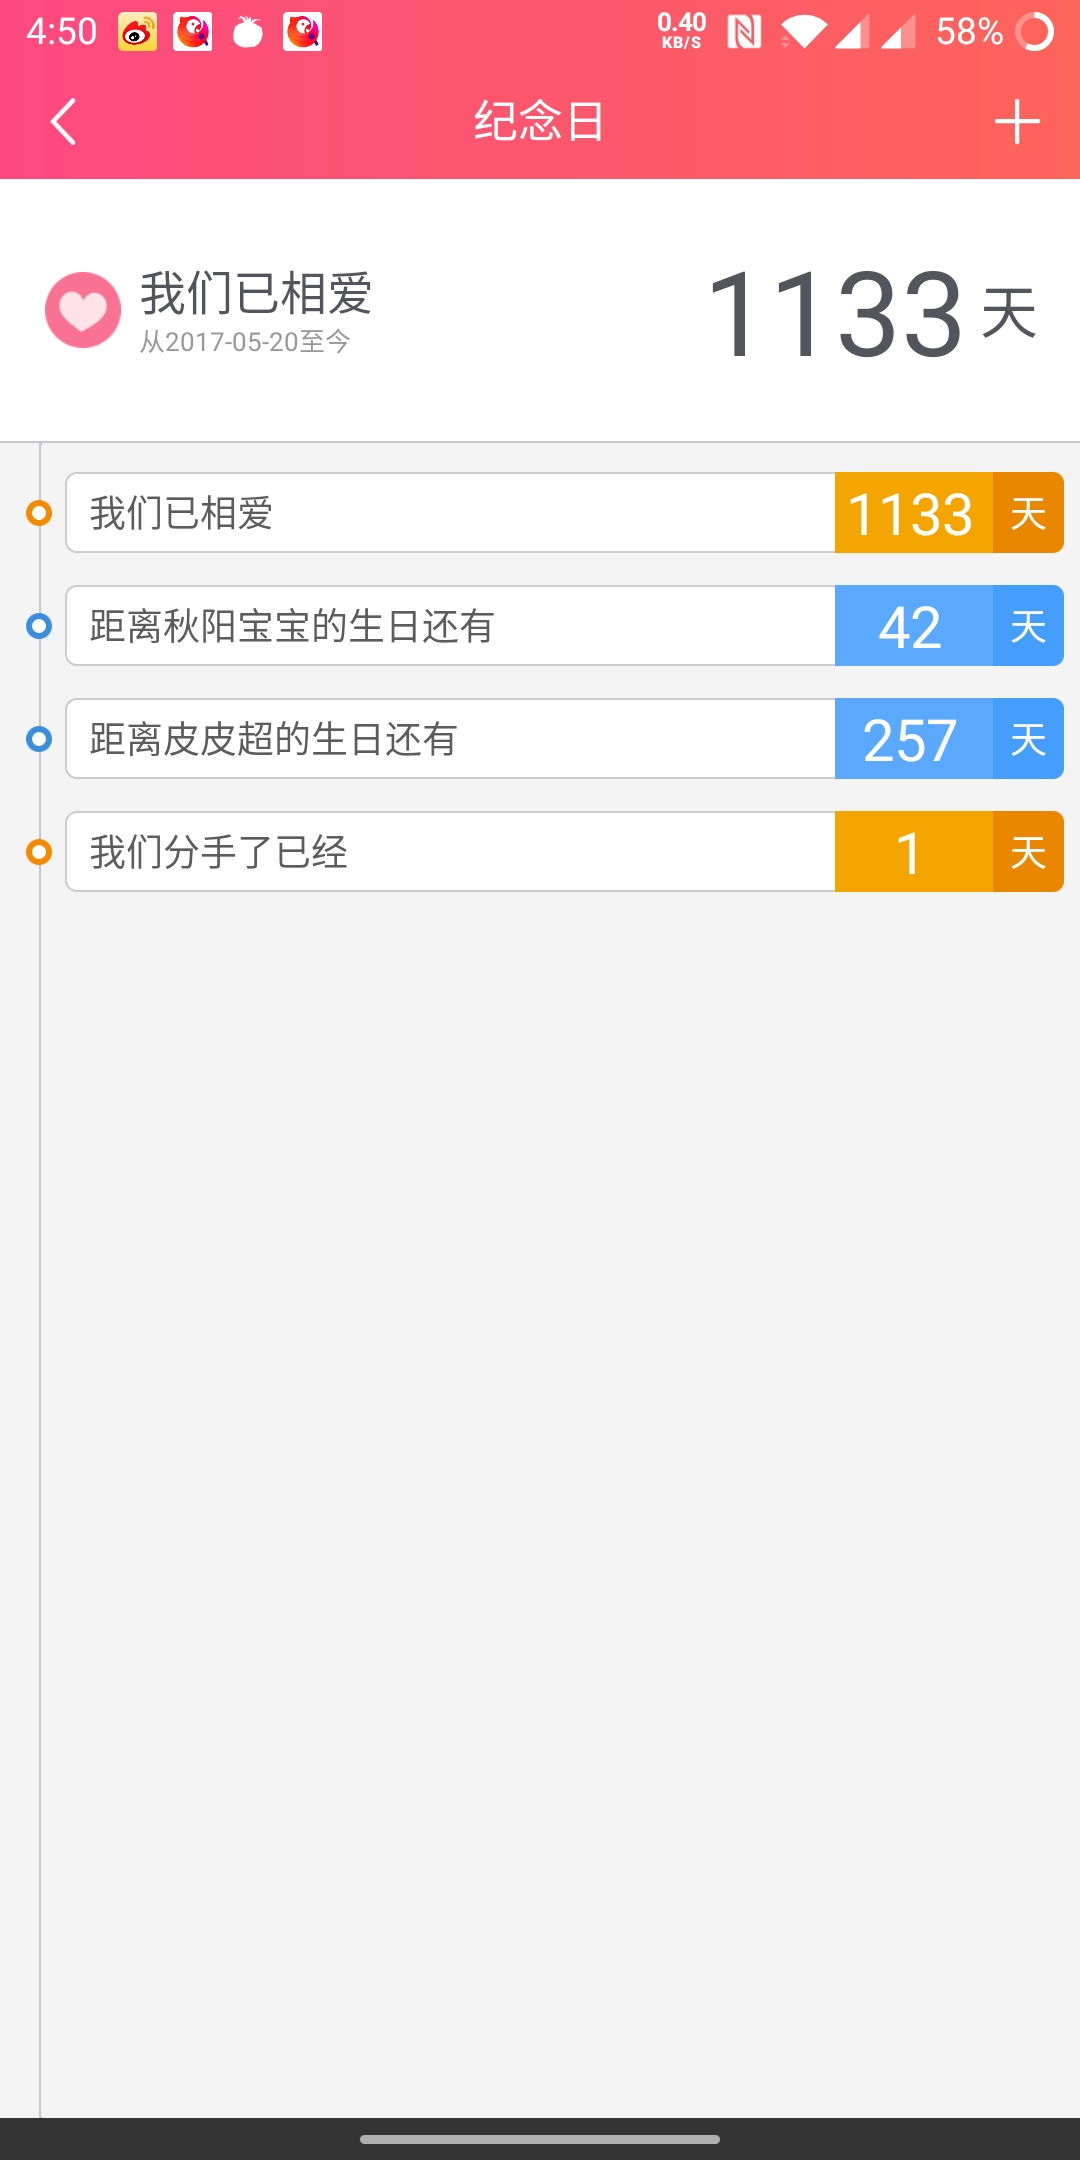 4:50
0.40
KB/S
58%
纪念日
我们已相爱
从2017-05-20至今
1133 天
我们已相爱 1133 天
距离秋阳宝宝的生日还有 42 天
距离皮皮超的生日还有 257 天
我们分手了已经 1 天